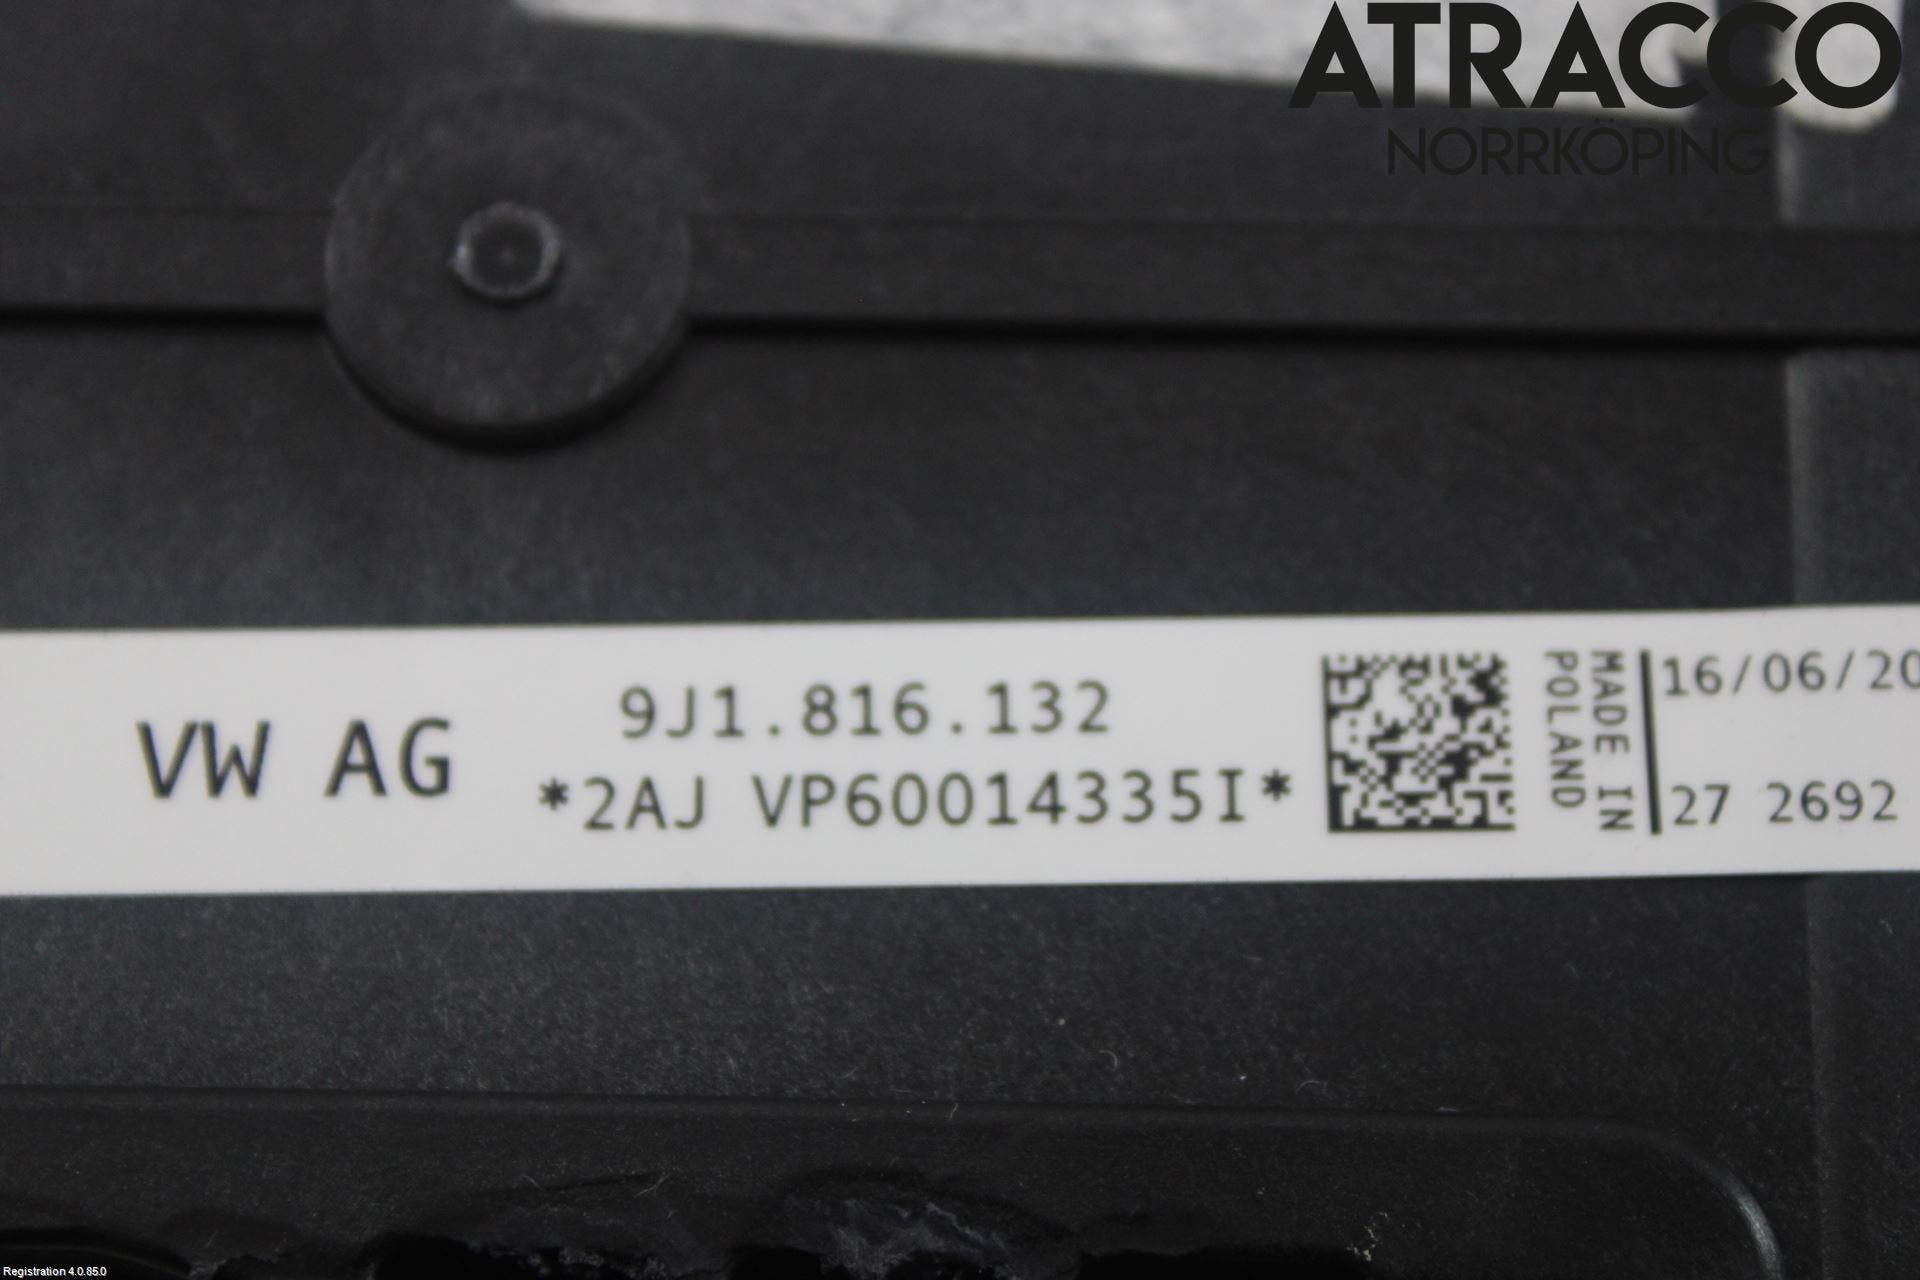 ATRACCO
NORRKÖPING
VW AG
9J1.816.132
*2AJ VP60014335I*
MADE IN
POLAND
16/06/20
27 2692
Registration 4.0.85.0